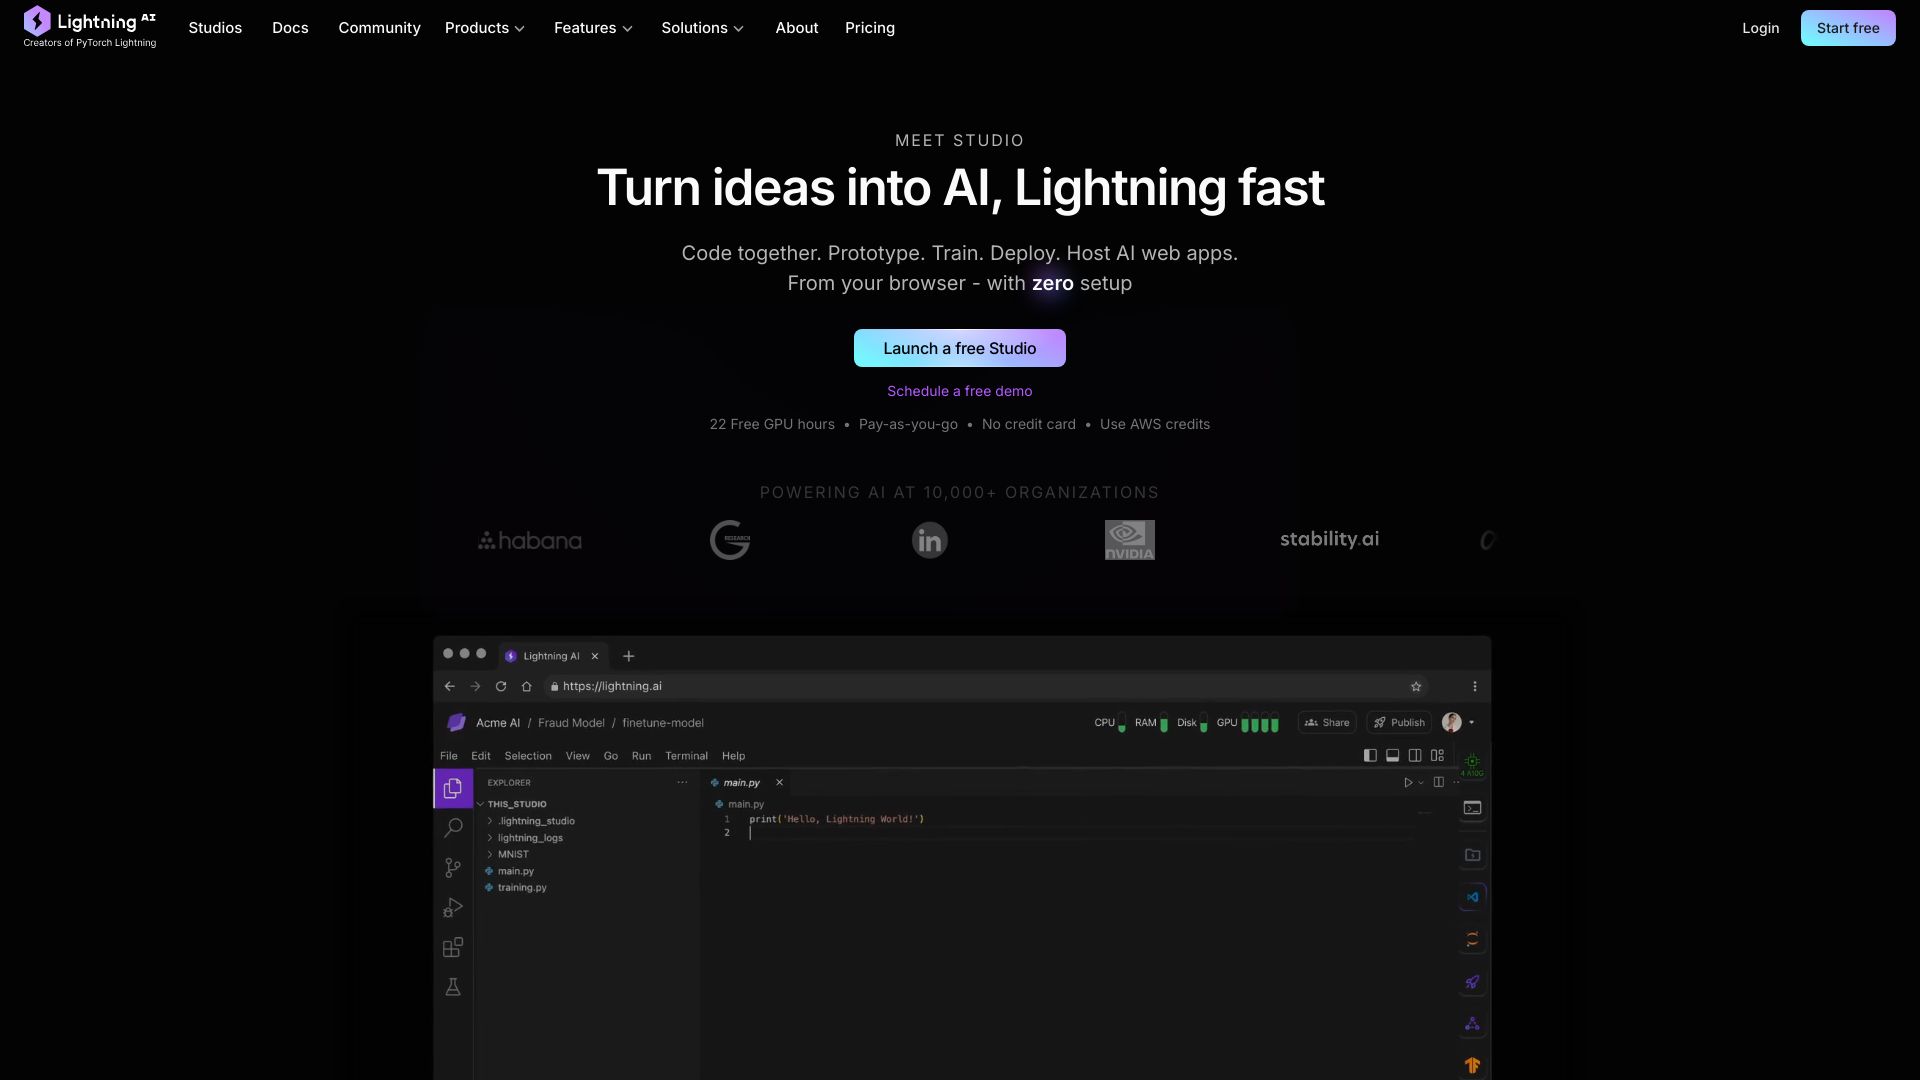 Lightning AI
Creators of PyTorch Lightning
Studios Docs Community Products Features Solutions About Pricing
Login Start free
MEET STUDIO
Turn ideas into AI, Lightning fast
Code together. Prototype. Train. Deploy. Host AI web apps.
From your browser - with zero setup
Launch a free Studio
Schedule a free demo
22 Free GPU hours • Pay-as-you-go • No credit card • Use AWS credits
POWERING AI AT 10,000+ ORGANIZATIONS
habana G RESEARCH in NVIDIA stability.ai
Lightning AI
https://lightning.ai
Acme AI / Fraud Model / finetune-model CPU RAM Disk GPU Share Publish
File Edit Selection View Go Run Terminal Help
4 A10G
EXPLORER
THIS_STUDIO
.lightning_studio
lightning_logs
MNIST
main.py
training.py
main.py
main.py
1 print('Hello, Lightning World!')
2